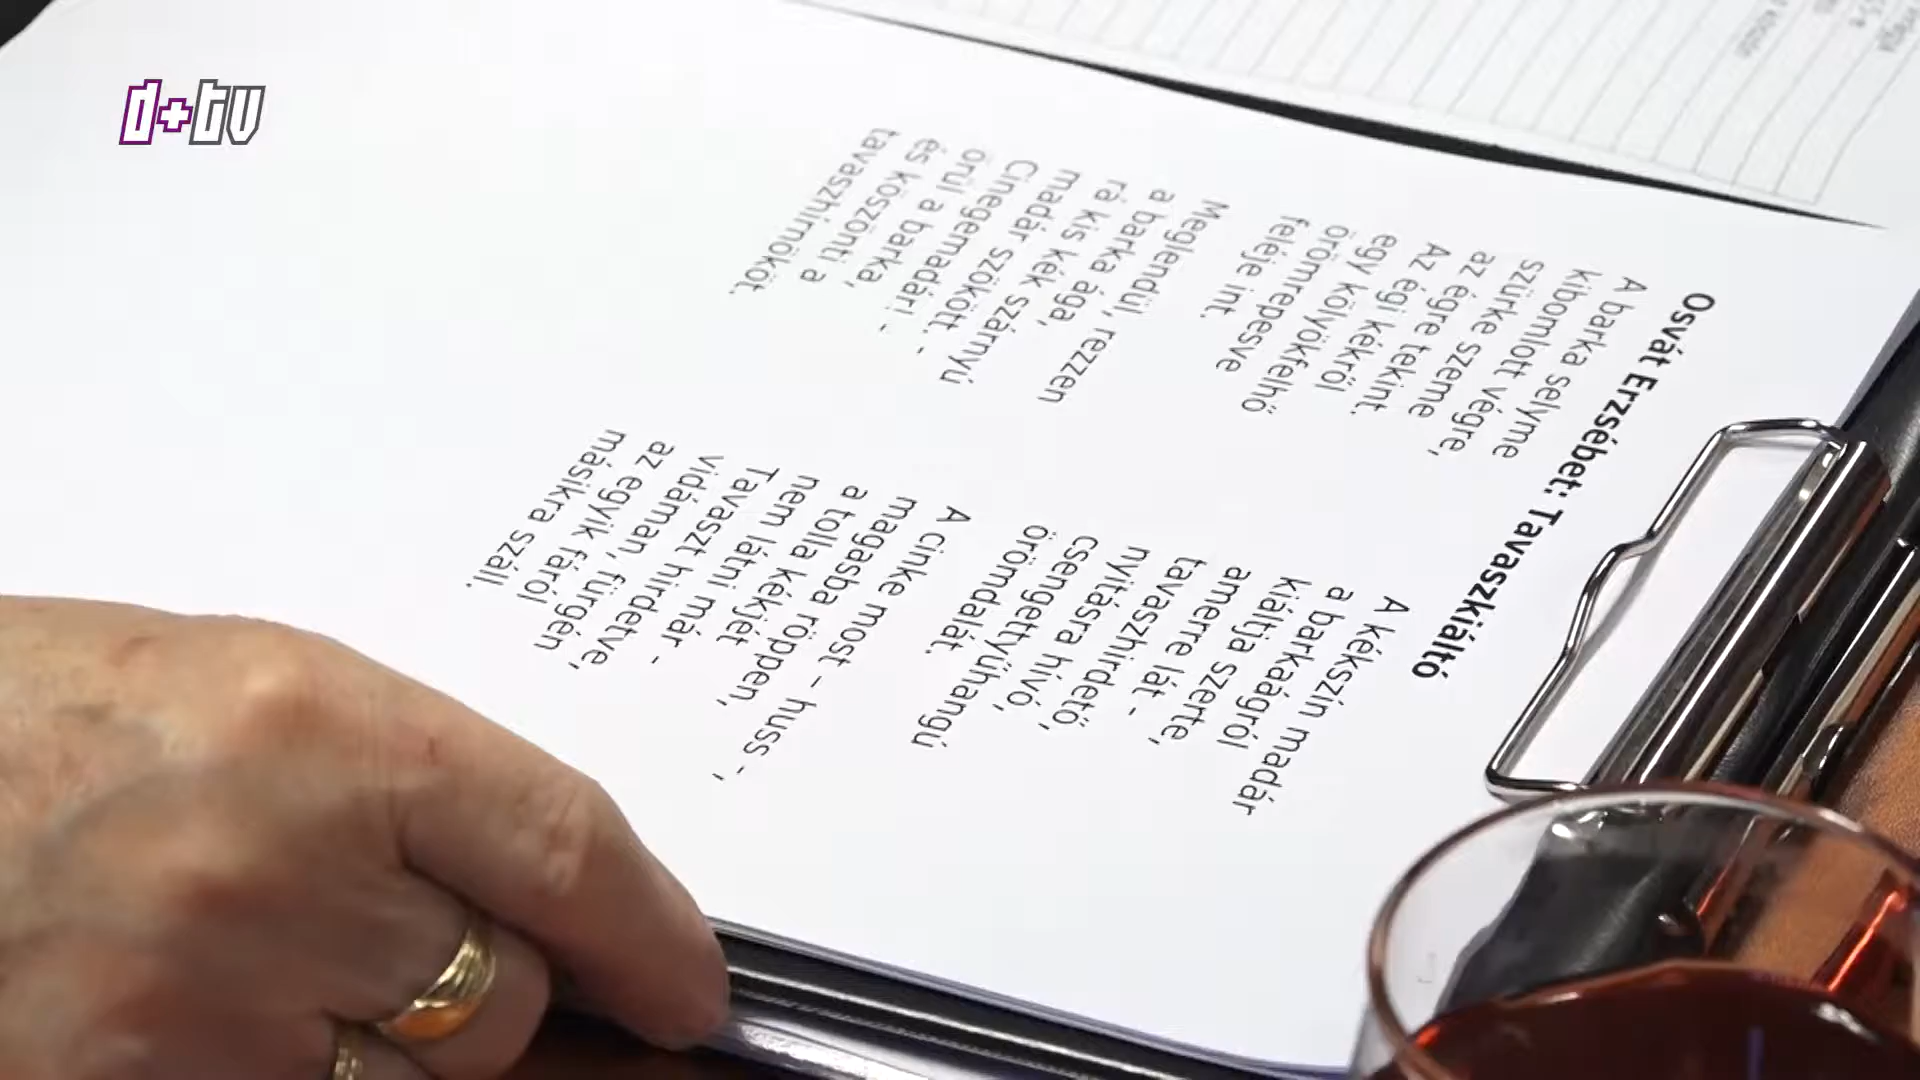 d+tv
Osvát Erzsébet: Tavaszkiáltó
A barka selyme
kibomlott végre,
szürke szeme
az égre tekint.
Az égi kékről
egy kölyökfelhő
örömrepesve
feléje int.
Meglendül, rezzen
a barka ága,
rá kis kék szárnyú
madár szökött. -
Cinegemadár! -
örül a barka,
és köszönti a
tavaszhírnököt.
A kékszín madár
a barkaágról
kiáltja szerte,
amerre lát -
tavaszhirdető,
nyitásra hívó,
csengettyűhangú
örömdalát.
A cinke most – huss -,
magasba röppen,
a tolla kékjét
nem látni már -
Tavaszt hirdetve,
vidáman, fürgén,
az egyik fáról
másikra száll.